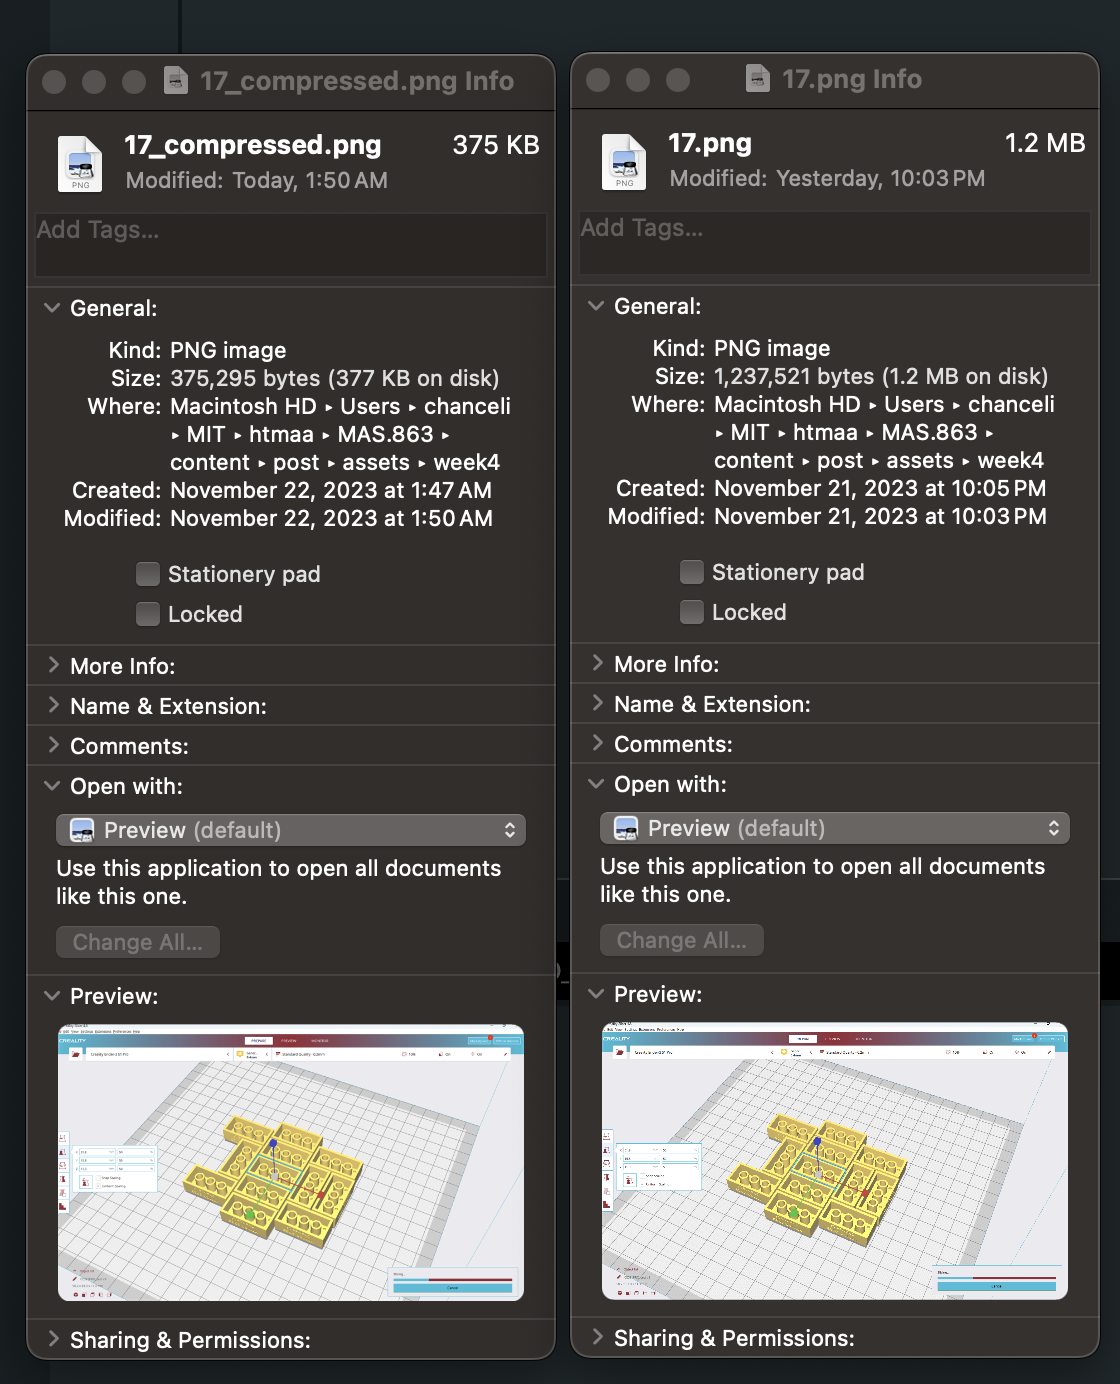 17_compressed.png Info
17_compressed.png
375 KB
Modified: Today, 1:50 AM
PNG
Add Tags...
General:
Kind: PNG image
Size: 375,295 bytes (377 KB on disk)
Where: Macintosh HD ▸ Users ▸ chanceli
▸ MIT ▸ htmaa ▸ MAS.863 ▸
content ▸ post ▸ assets ▸ week4
Created: November 22, 2023 at 1:47 AM
Modified: November 22, 2023 at 1:50 AM
Stationery pad
Locked
More Info:
Name & Extension:
Comments:
Open with:
Preview (default)
Use this application to open all documents
like this one.
Change All...
Preview:
CREALITY
Standard Quality
Sharing & Permissions:
17.png Info
17.png
1.2 MB
Modified: Yesterday, 10:03 PM
PNG
Add Tags...
General:
Kind: PNG image
Size: 1,237,521 bytes (1.2 MB on disk)
Where: Macintosh HD ▸ Users ▸ chanceli
▸ MIT ▸ htmaa ▸ MAS.863 ▸
content ▸ post ▸ assets ▸ week4
Created: November 21, 2023 at 10:05 PM
Modified: November 21, 2023 at 10:03 PM
Stationery pad
Locked
More Info:
Name & Extension:
Comments:
Open with:
Preview (default)
Use this application to open all documents
like this one.
Change All...
Preview:
CREALITY
Standard Quality
Sharing & Permissions: